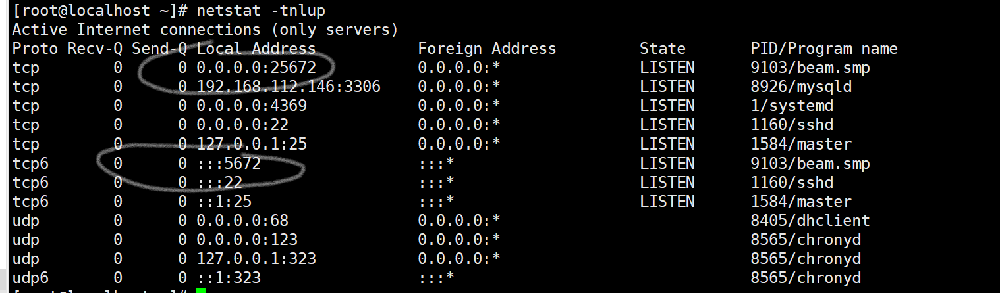 [root@localhost ~]# netstat -tnlup
Active Internet connections (only servers)
Proto Recv-Q Send-Q Local Address           Foreign Address         State       PID/Program name
tcp        0      0 0.0.0.0:25672           0.0.0.0:*               LISTEN      9103/beam.smp
tcp        0      0 192.168.112.146:3306    0.0.0.0:*               LISTEN      8926/mysqld
tcp        0      0 0.0.0.0:4369            0.0.0.0:*               LISTEN      1/systemd
tcp        0      0 0.0.0.0:22              0.0.0.0:*               LISTEN      1160/sshd
tcp        0      0 127.0.0.1:25            0.0.0.0:*               LISTEN      1584/master
tcp6       0      0 :::5672                 :::*                    LISTEN      9103/beam.smp
tcp6       0      0 :::22                   :::*                    LISTEN      1160/sshd
tcp6       0      0 ::1:25                  :::*                    LISTEN      1584/master
udp        0      0 0.0.0.0:68              0.0.0.0:*                           8405/dhclient
udp        0      0 0.0.0.0:123             0.0.0.0:*                           8565/chronyd
udp        0      0 127.0.0.1:323           0.0.0.0:*                           8565/chronyd
udp6       0      0 ::1:323                 :::*                                8565/chronyd
[root@localhost ~]#